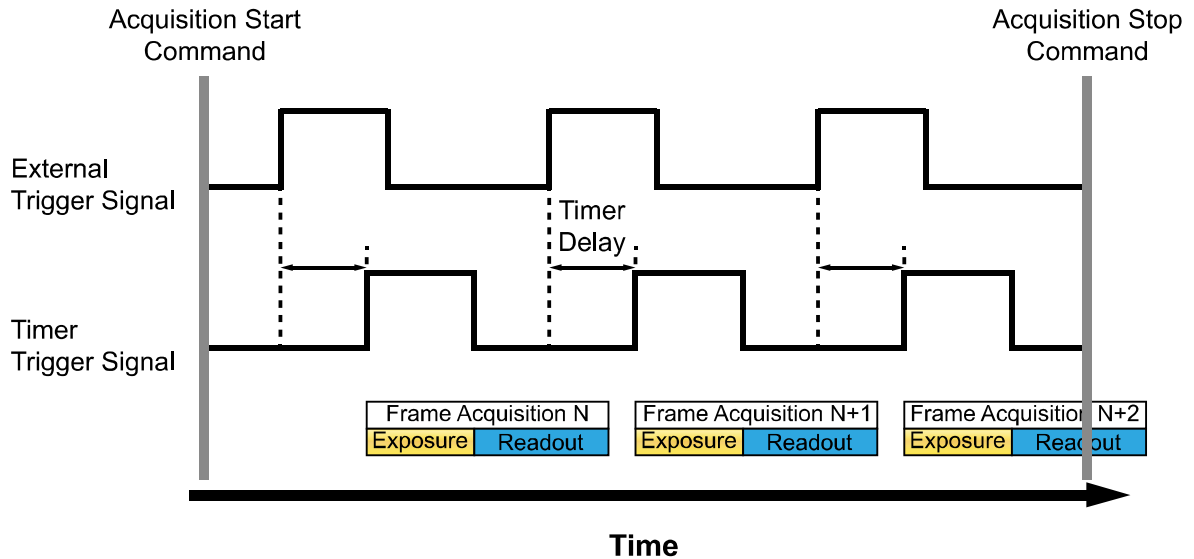 Acquisition Start
Command
Acquisition Stop
Command
External
Trigger Signal
Timer
Delay
Timer
Trigger Signal
Frame Acquisition N
Exposure
Readout
Frame Acquisition N+1
Exposure
Readout
Frame Acquisition N+2
Exposure
Readout
Time